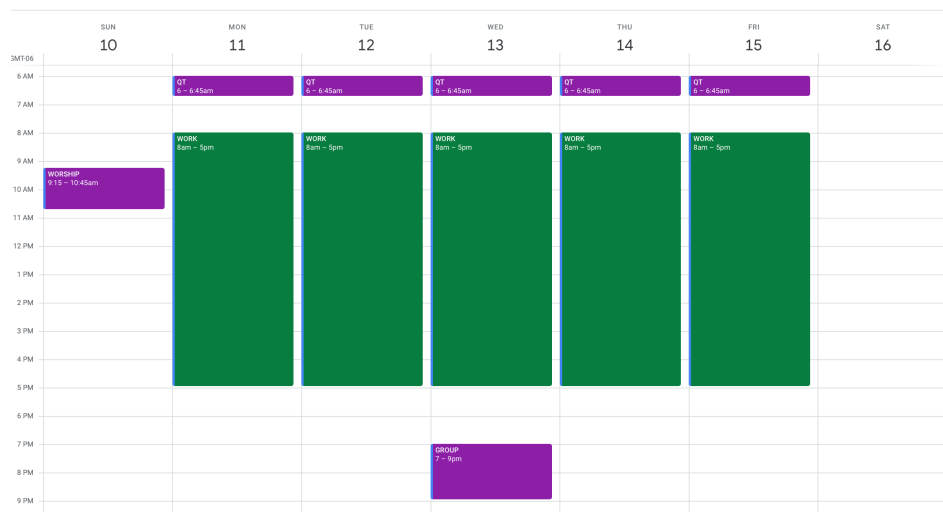 SUN
10
MON
11
TUE
12
WED
13
THU
14
FRI
15
SAT
16
GMT-06
6 AM
7 AM
8 AM
9 AM
10 AM
11 AM
12 PM
1 PM
2 PM
3 PM
4 PM
5 PM
6 PM
7 PM
8 PM
9 PM
WORSHIP
9:15 – 10:45am
QT
6 – 6:45am
WORK
8am – 5pm
QT
6 – 6:45am
WORK
8am – 5pm
QT
6 – 6:45am
WORK
8am – 5pm
GROUP
7 – 9pm
QT
6 – 6:45am
WORK
8am – 5pm
QT
6 – 6:45am
WORK
8am – 5pm